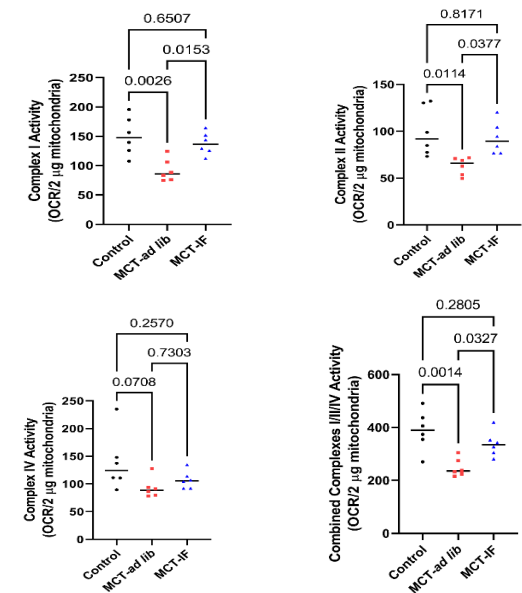 0.6507
0.0153
0.0026
Complex I Activity
(OCR/2 µg mitochondria)
250
200
150
100
50
0
Control
MCT-ad lib
MCT-IF
0.8171
0.0377
0.0114
Complex II Activity
(OCR/2 µg mitochondria)
150
100
50
0
Control
MCT-ad lib
MCT-IF
0.2570
0.7303
0.0708
Complex IV Activity
(OCR/2 µg mitochondria)
250
200
150
100
50
0
Control
MCT-ad lib
MCT-IF
0.2805
0.0327
0.0014
Combined Complexes I/II/IV Activity
(OCR/2 µg mitochondria)
600
400
200
0
Control
MCT-ad lib
MCT-IF